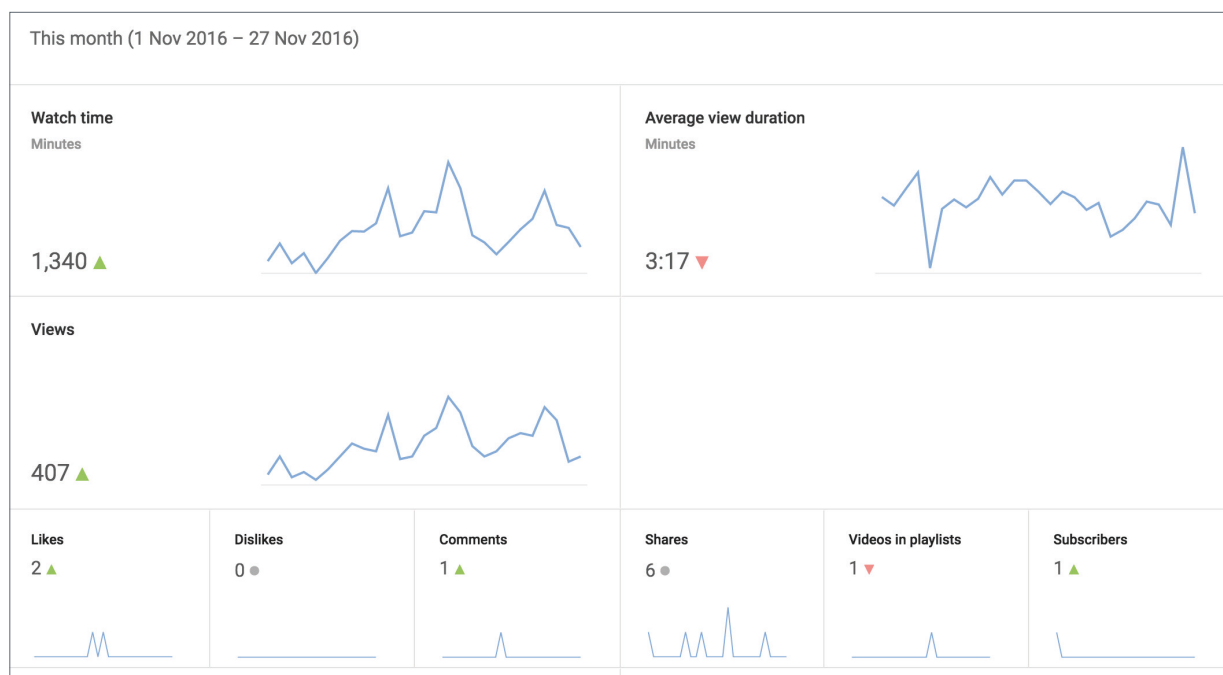 This month (1 Nov 2016 – 27 Nov 2016)
Watch time
Minutes
1,340
Average view duration
Minutes
3:17
Views
407
Likes
2
Dislikes
0
Comments
1
Shares
6
Videos in playlists
1
Subscribers
1